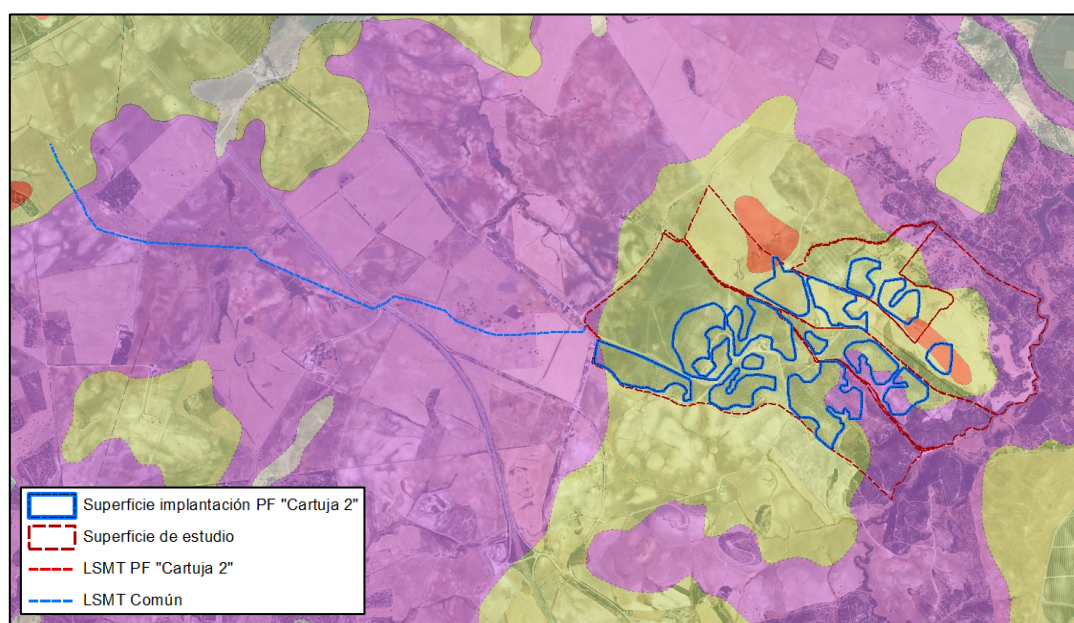 Superficie implantación PF "Cartuja 2"
Superficie de estudio
LSMT PF "Cartuja 2"
LSMT Común